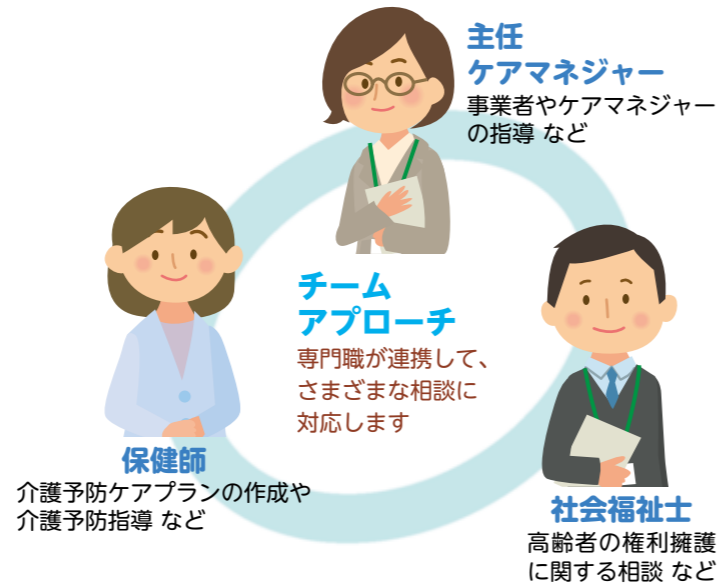 主任
ケアマネジャー
事業者やケアマネジャー
の指導 など
チーム
アプローチ
専門職が連携して、
さまざまな相談に
対応します
保健師
介護予防ケアプランの作成や
介護予防指導 など
社会福祉士
高齢者の権利擁護
に関する相談 など